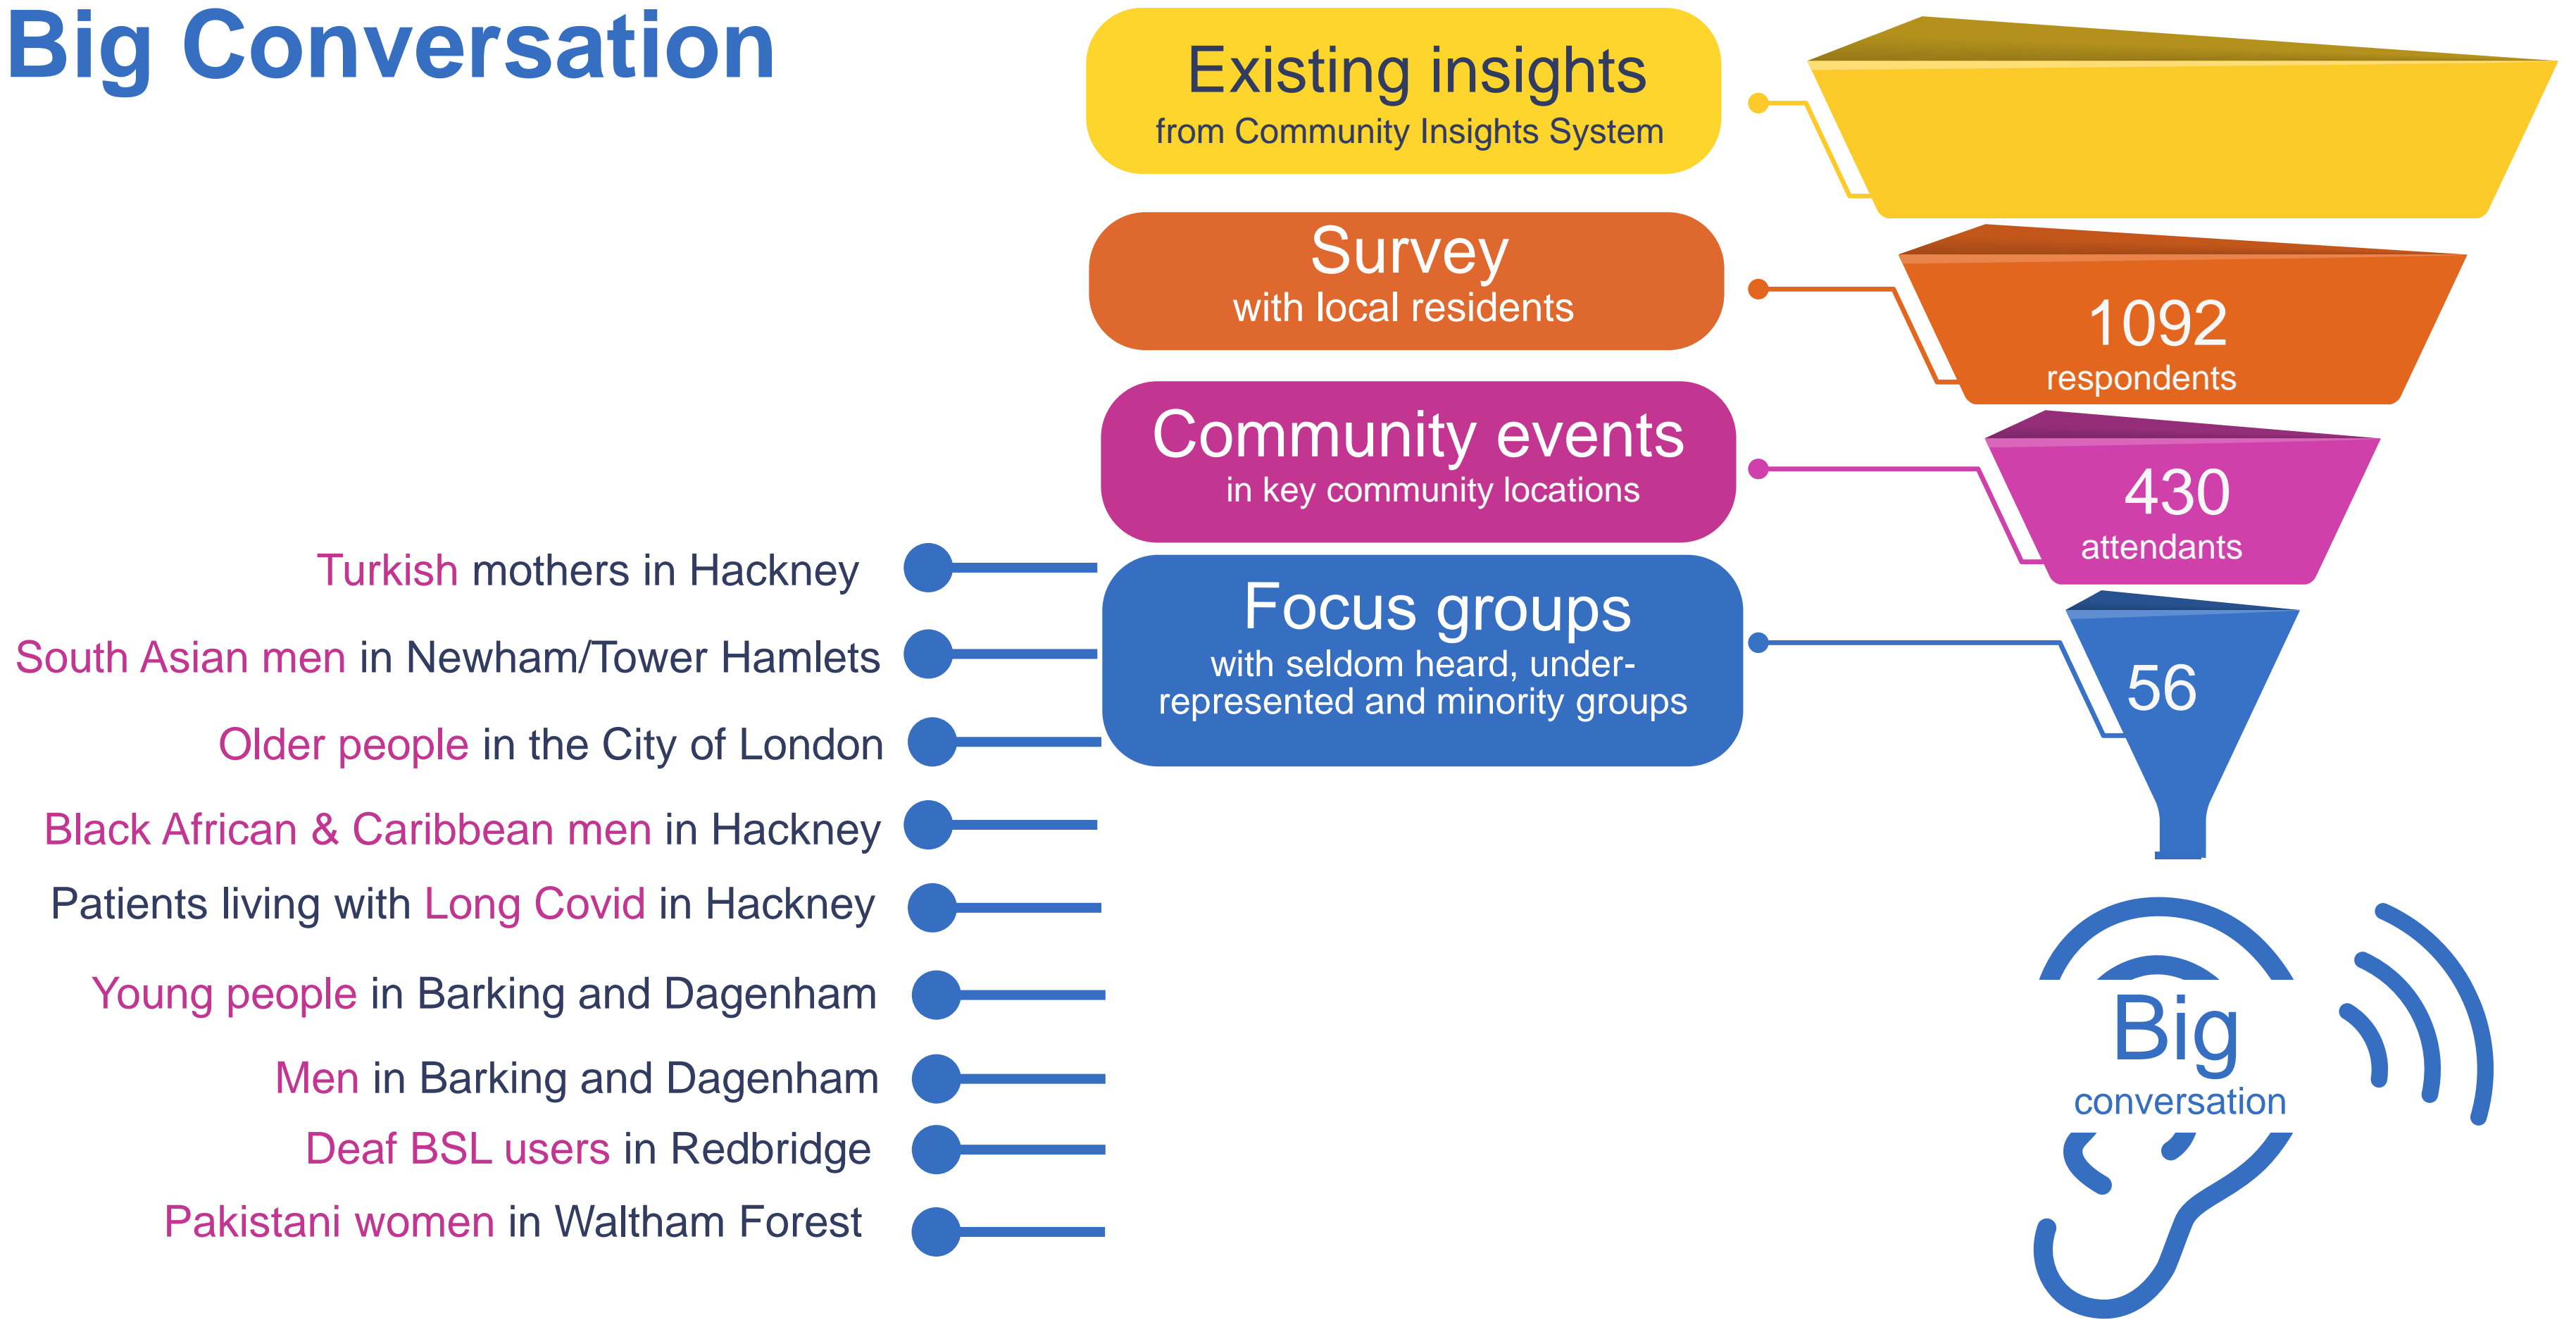 Big Conversation
Existing insights
from Community Insights System
Survey
with local residents
1092
respondents
Community events
in key community locations
430
attendants
Focus groups
with seldom heard, under-
represented and minority groups
56
Turkish mothers in Hackney
South Asian men in Newham/Tower Hamlets
Older people in the City of London
Black African & Caribbean men in Hackney
Patients living with Long Covid in Hackney
Young people in Barking and Dagenham
Men in Barking and Dagenham
Deaf BSL users in Redbridge
Pakistani women in Waltham Forest
Big
conversation